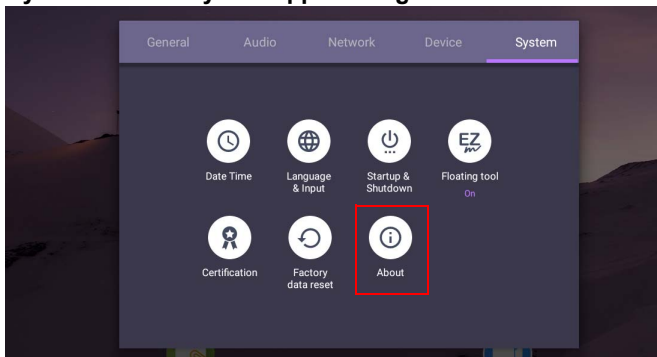 General Audio Network Device System
Date Time Language & Input Startup & Shutdown Floating tool
On
Certification Factory data reset About